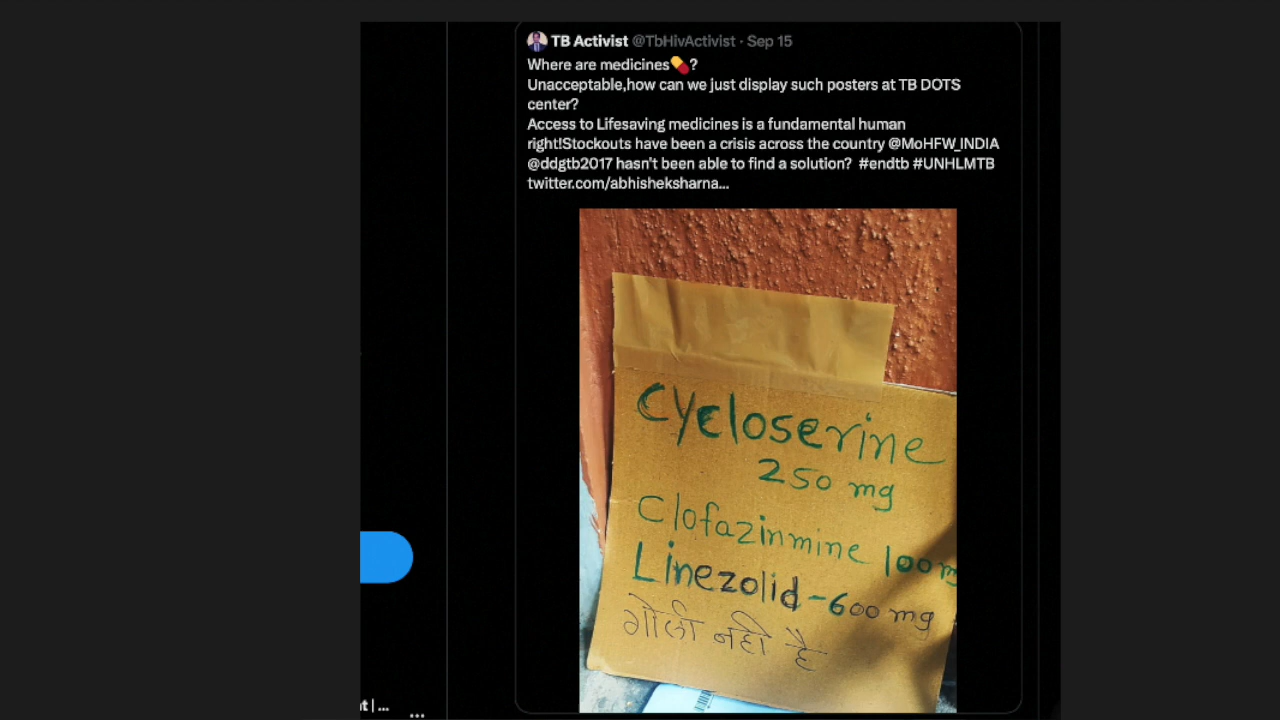 TB Activist @TbHivActivist · Sep 15
Where are medicines💊?
Unacceptable,how can we just display such posters at TB DOTS
center?
Access to Lifesaving medicines is a fundamental human
right!Stockouts have been a crisis across the country @MoHFW_INDIA
@ddgtb2017 hasn't been able to find a solution? #endtb #UNHLMTB
twitter.com/abhisheksharna...
Cycloserine
250 mg
Clofazinmine 100m
Linezolid-600 mg
गोली नही है
t | ...
...